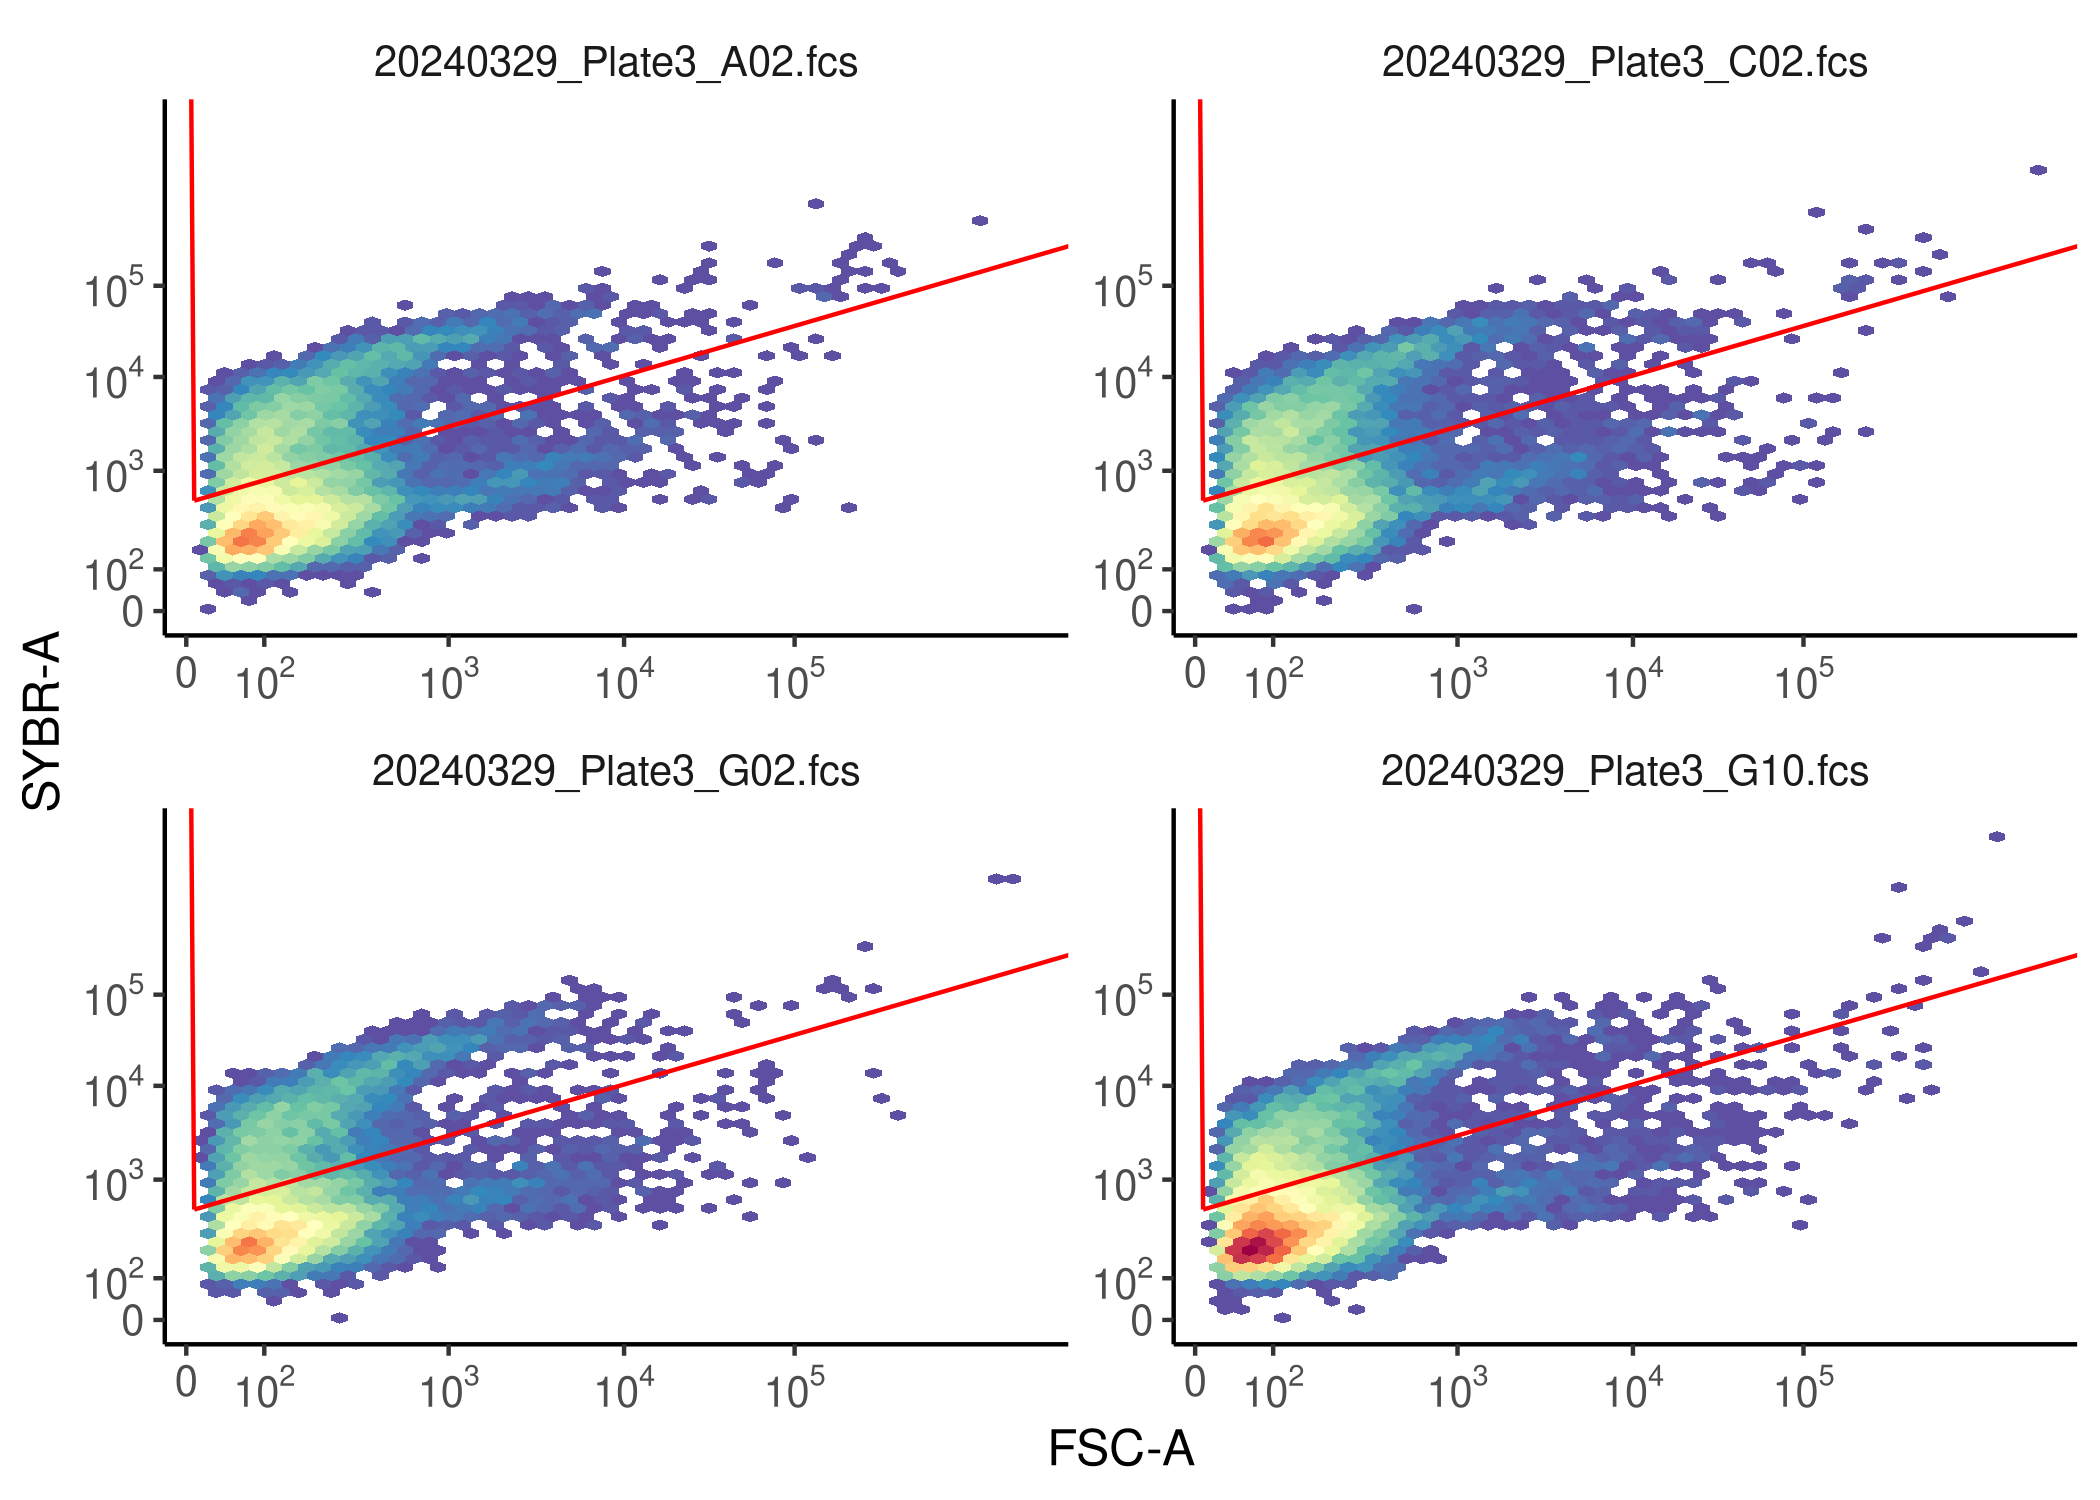 20240329_Plate3_A02.fcs
20240329_Plate3_C02.fcs
10^5
10^4
10^3
10^2
0
0 10^2 10^3 10^4 10^5
10^5
10^4
10^3
10^2
0
0 10^2 10^3 10^4 10^5
SYBR-A
20240329_Plate3_G02.fcs
20240329_Plate3_G10.fcs
10^5
10^4
10^3
10^2
0
0 10^2 10^3 10^4 10^5
10^5
10^4
10^3
10^2
0
0 10^2 10^3 10^4 10^5
FSC-A